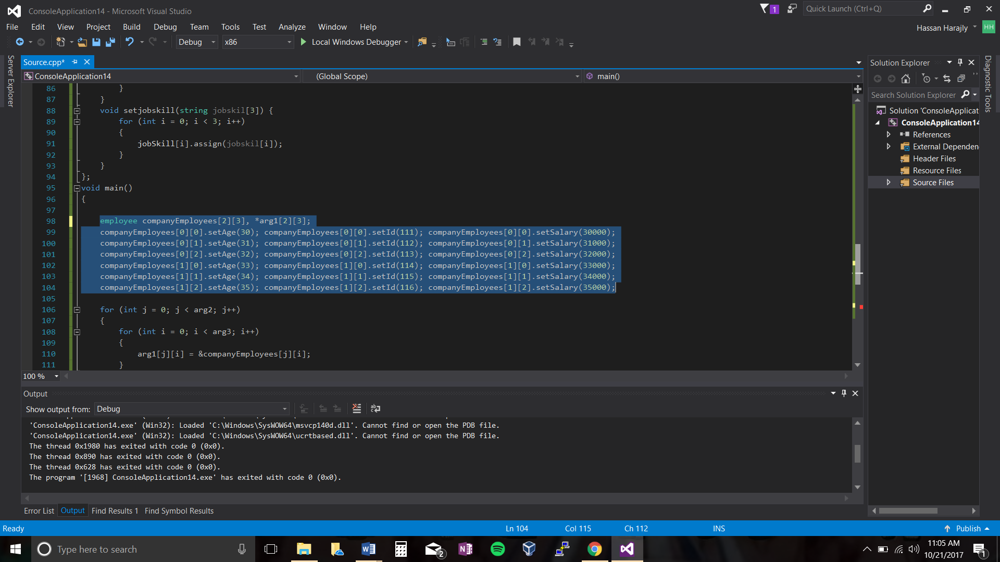 ConsoleApplication14 - Microsoft Visual Studio
1
Quick Launch (Ctrl+Q)
File Edit View Project Build Debug Team Tools Test Analyze Window Help
Hassan Harajly HH
Debug x86 Local Windows Debugger
Server Explorer
Source.cpp*
ConsoleApplication14 (Global Scope) main()
86 }
87 }
88 void setjobskill(string jobskil[3]) {
89 for (int i = 0; i < 3; i++)
90 {
91 jobSkill[i].assign(jobskil[i]);
92 }
93 }
94 };
95 void main()
96 {
97
98 employee companyEmployees[2][3], *arg1[2][3];
99 companyEmployees[0][0].setAge(30); companyEmployees[0][0].setId(111); companyEmployees[0][0].setSalary(30000);
100 companyEmployees[0][1].setAge(31); companyEmployees[0][1].setId(112); companyEmployees[0][1].setSalary(31000);
101 companyEmployees[0][2].setAge(32); companyEmployees[0][2].setId(113); companyEmployees[0][2].setSalary(32000);
102 companyEmployees[1][0].setAge(33); companyEmployees[1][0].setId(114); companyEmployees[1][0].setSalary(33000);
103 companyEmployees[1][1].setAge(34); companyEmployees[1][1].setId(115); companyEmployees[1][1].setSalary(34000);
104 companyEmployees[1][2].setAge(35); companyEmployees[1][2].setId(116); companyEmployees[1][2].setSalary(35000);
105
106 for (int j = 0; j < arg2; j++)
107 {
108 for (int i = 0; i < arg3; i++)
109 {
110 arg1[j][i] = &companyEmployees[j][i];
111 }
100 %
Solution Explorer
Search Solution Explorer
Solution 'ConsoleApplicat
ConsoleApplication14
References
External Dependen
Header Files
Resource Files
Source Files
Diagnostic Tools
Output
Show output from: Debug
'ConsoleApplication14.exe' (Win32): Loaded 'C:\Windows\SysWOW64\msvcp140d.dll'. Cannot find or open the PDB file.
'ConsoleApplication14.exe' (Win32): Loaded 'C:\Windows\SysWOW64\ucrtbased.dll'. Cannot find or open the PDB file.
The thread 0x1980 has exited with code 0 (0x0).
The thread 0x890 has exited with code 0 (0x0).
The thread 0x628 has exited with code 0 (0x0).
The program '[1968] ConsoleApplication14.exe' has exited with code 0 (0x0).
Error List Output Find Results 1 Find Symbol Results
Ready Ln 104 Col 115 Ch 112 INS Publish
Type here to search
2
11:05 AM
10/21/2017
1